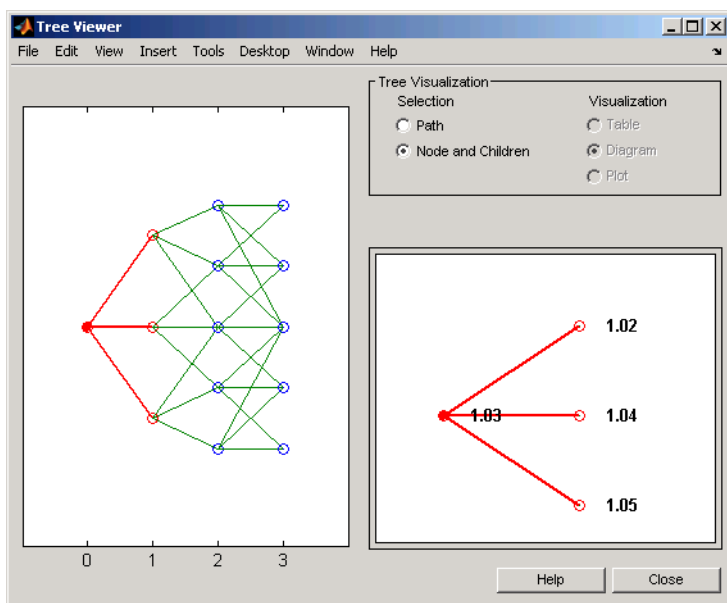 Tree Viewer
File Edit View Insert Tools Desktop Window Help
Tree Visualization
Selection Visualization
Path Table
Node and Children Diagram
Plot
1.02
1.03 1.04
1.05
0 1 2 3
Help Close